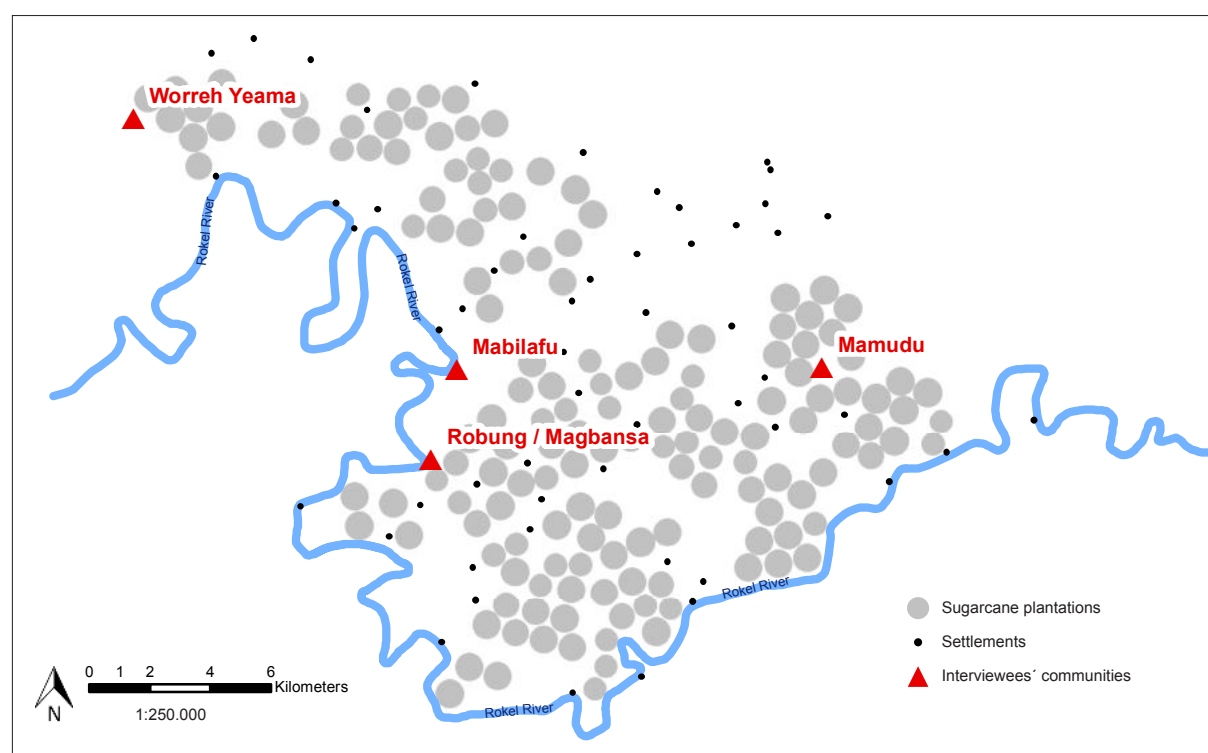 Worreh Yeama
Rokel River
Rokel River
Mabilafu
Mamudu
Robung / Magbansa
Rokel River
Sugarcane plantations
Settlements
Interviewees´ communities
0 1 2 4 6
Kilometers
1:250.000
N
Rokel River